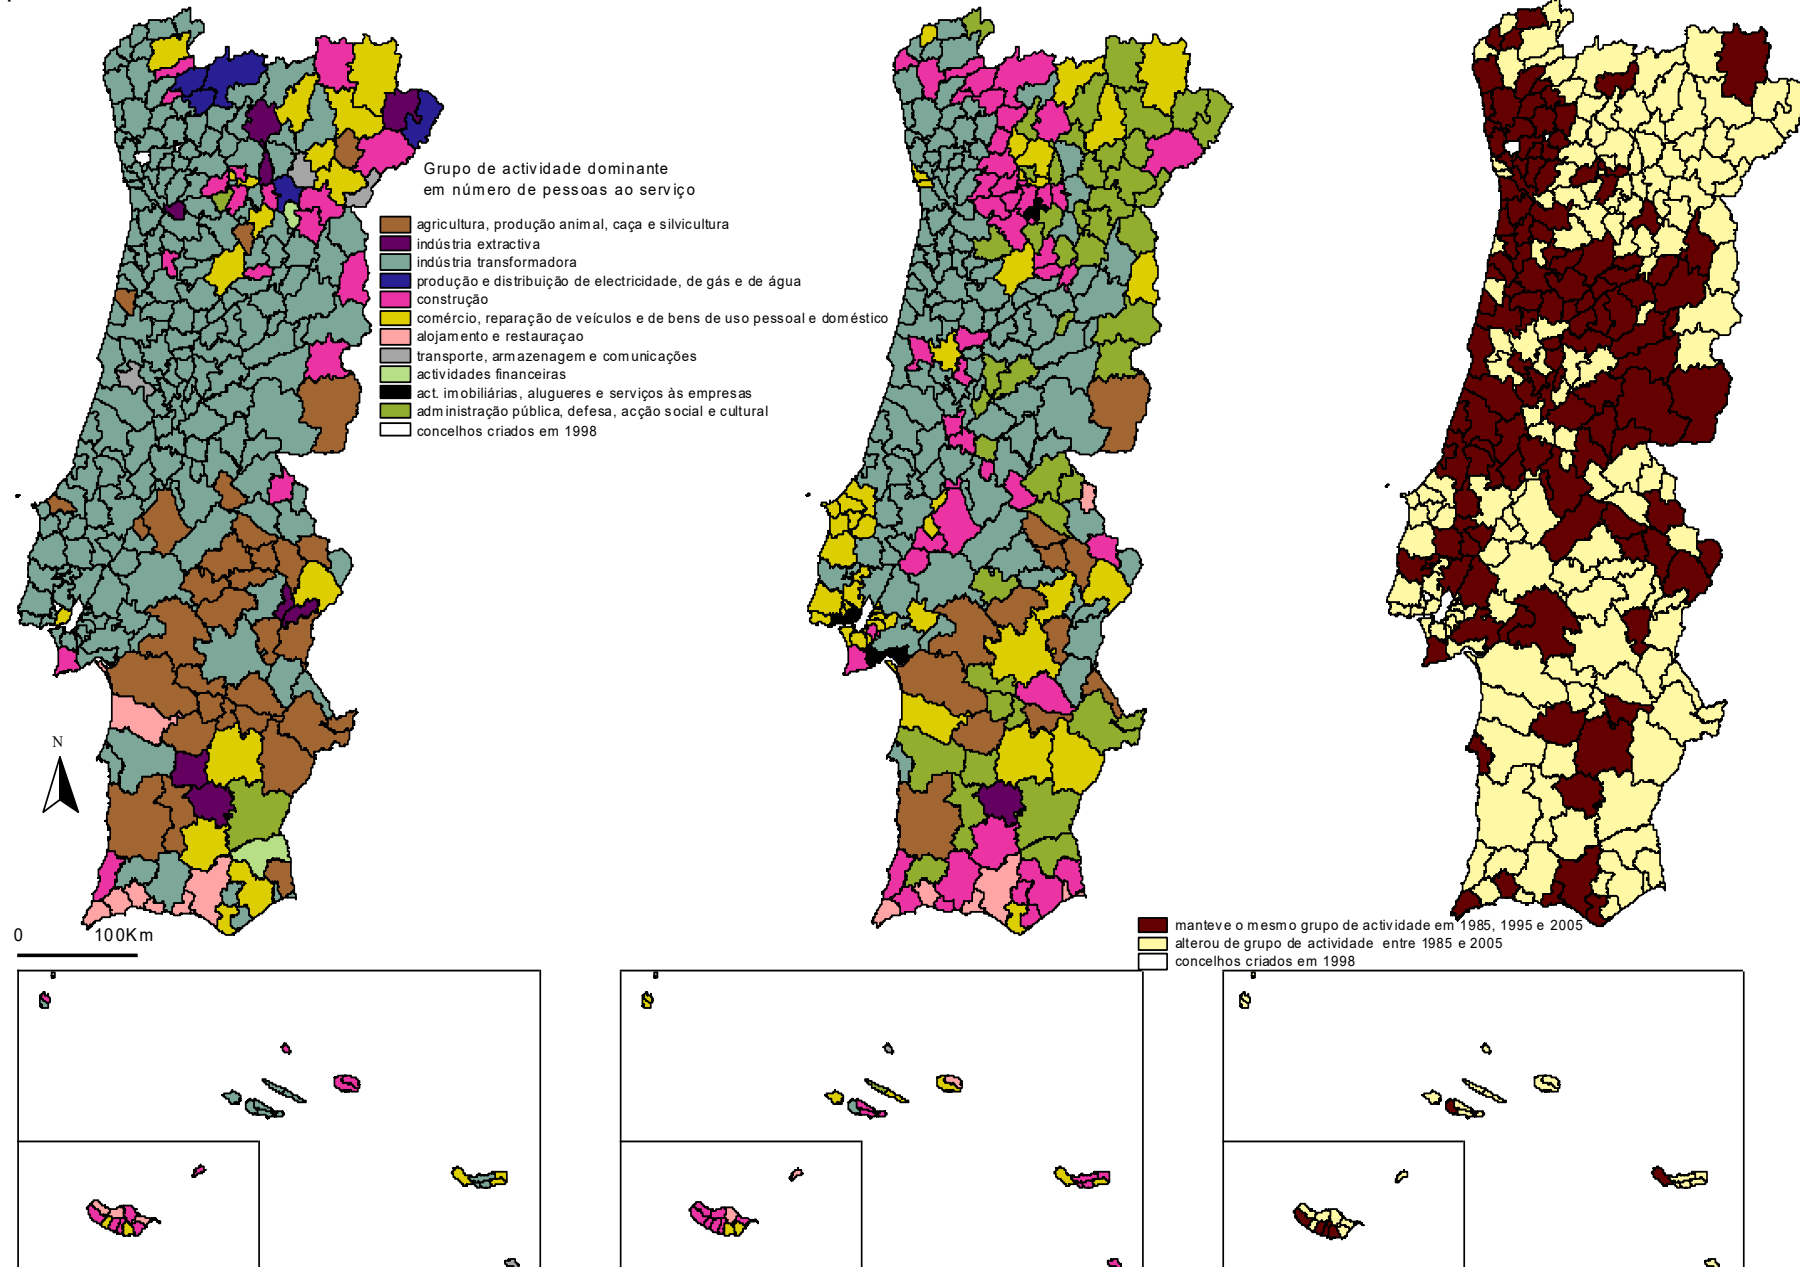 Grupo de actividade dominante
em número de pessoas ao serviço
agricultura, produção animal, caça e silvicultura
indústria extractiva
indústria transformadora
produção e distribuição de electricidade, de gás e de água
construção
comércio, reparação de veículos e de bens de uso pessoal e doméstico
alojamento e restauraçao
transporte, armazenagem e comunicações
actividades financeiras
act. imobiliárias, alugueres e serviços às empresas
administração pública, defesa, acção social e cultural
concelhos criados em 1998
N
0 100Km
manteve o mesmo grupo de actividade em 1985, 1995 e 2005
alterou de grupo de actividade entre 1985 e 2005
concelhos criados em 1998